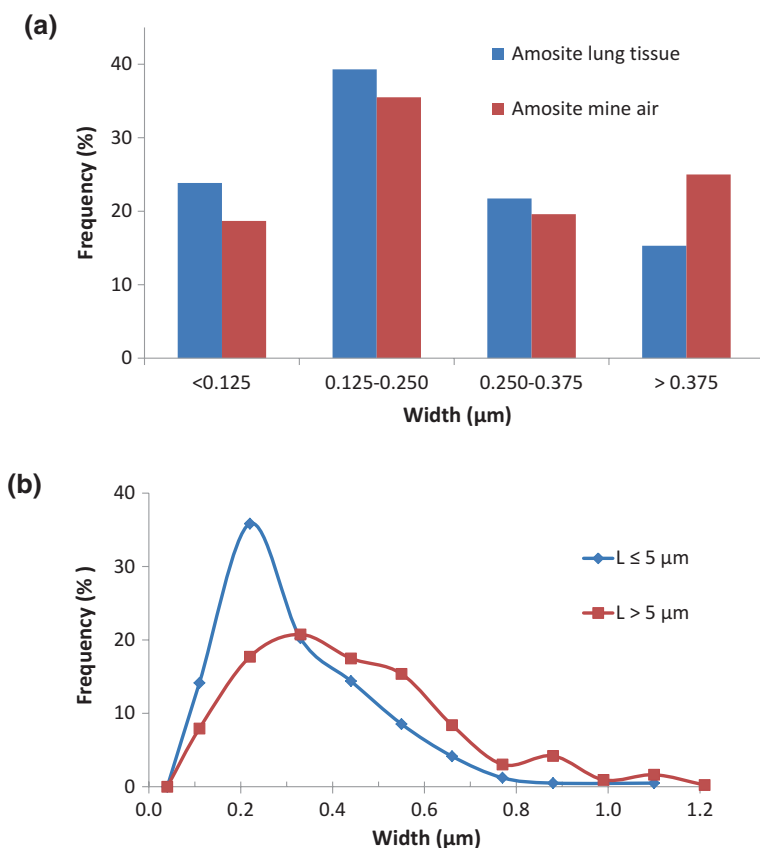 (a)
Frequency (%)
40
30
20
10
0
Amosite lung tissue
Amosite mine air
<0.125
0.125-0.250
0.250-0.375
> 0.375
Width (µm)
(b)
Frequency (% )
40
30
20
10
0
L ≤ 5 µm
L > 5 µm
0.0
0.2
0.4
0.6
0.8
1.0
1.2
Width (µm)